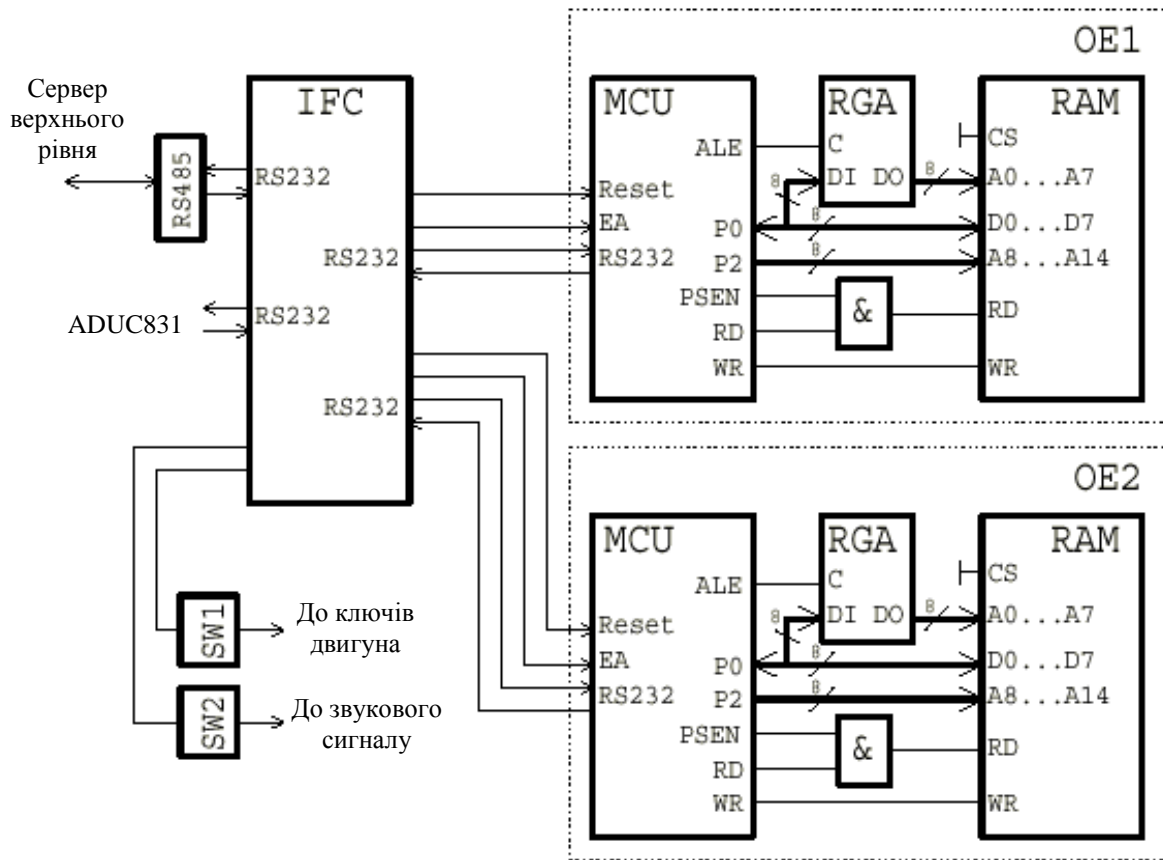 OE1
Сервер
верхнього
рівня
IFC
RS485
RS232
RS232
RS232
ADUC831
RS232
MCU
ALE
Reset
EA
P0
RS232
P2
PSEN
RD
WR
RGA
C
DI DO
8
8
8
8
&
RAM
CS
A0...A7
D0...D7
A8...A14
RD
WR
OE2
MCU
ALE
Reset
EA
P0
RS232
P2
PSEN
RD
WR
RGA
C
DI DO
8
8
8
8
&
RAM
CS
A0...A7
D0...D7
A8...A14
RD
WR
SW1
До ключів
двигуна
SW2
До звукового
сигналу